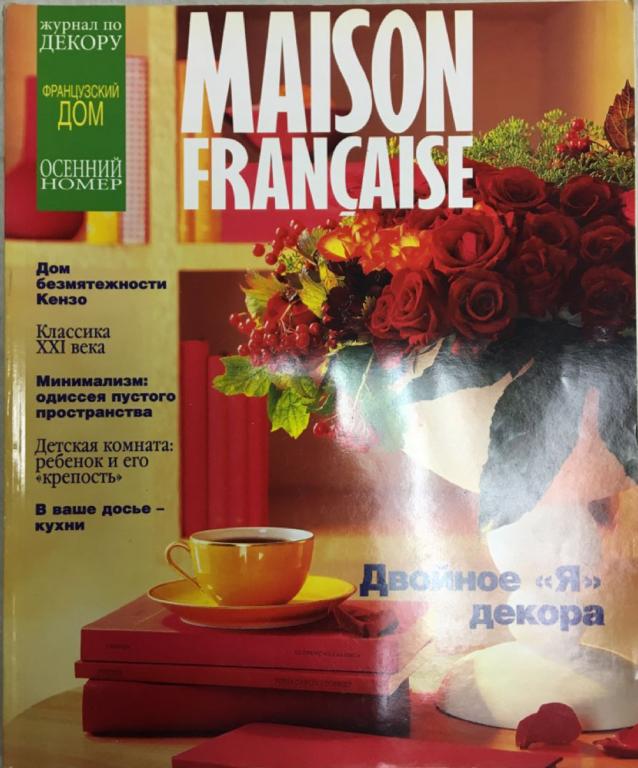 журнал по
ДЕКОРУ
ФРАНЦУЗСКИЙ
ДОМ
ОСЕННИЙ
НОМЕР
MAISON
FRANÇAISE
Дом
безмятежности
Кензо
Классика
XXI века
Минимализм:
одиссея пустого
пространства
Детская комната:
ребенок и его
«крепость»
В ваше досье –
кухни
Двойное «Я»
декора